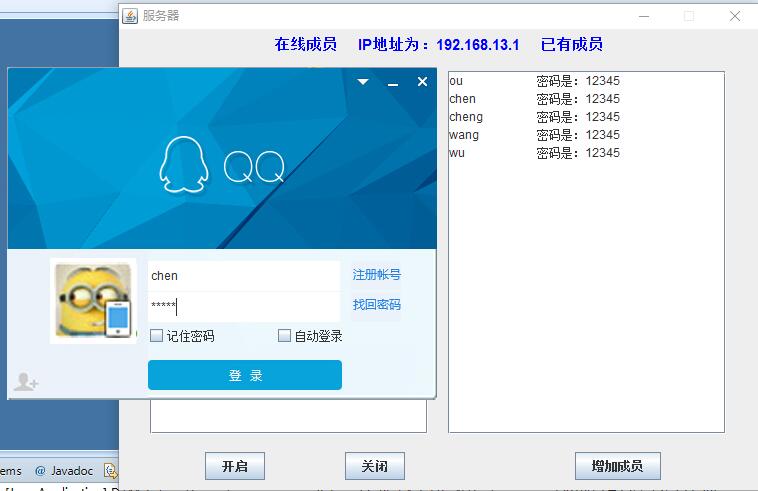 服务器
在线成员 IP地址为：192.168.13.1 已有成员
ou 密码是：12345
chen 密码是：12345
cheng 密码是：12345
wang 密码是：12345
wu 密码是：12345
QQ
chen
注册帐号
*****
找回密码
记住密码 自动登录
登 录
开启 关闭 增加成员
ems @ Javadoc